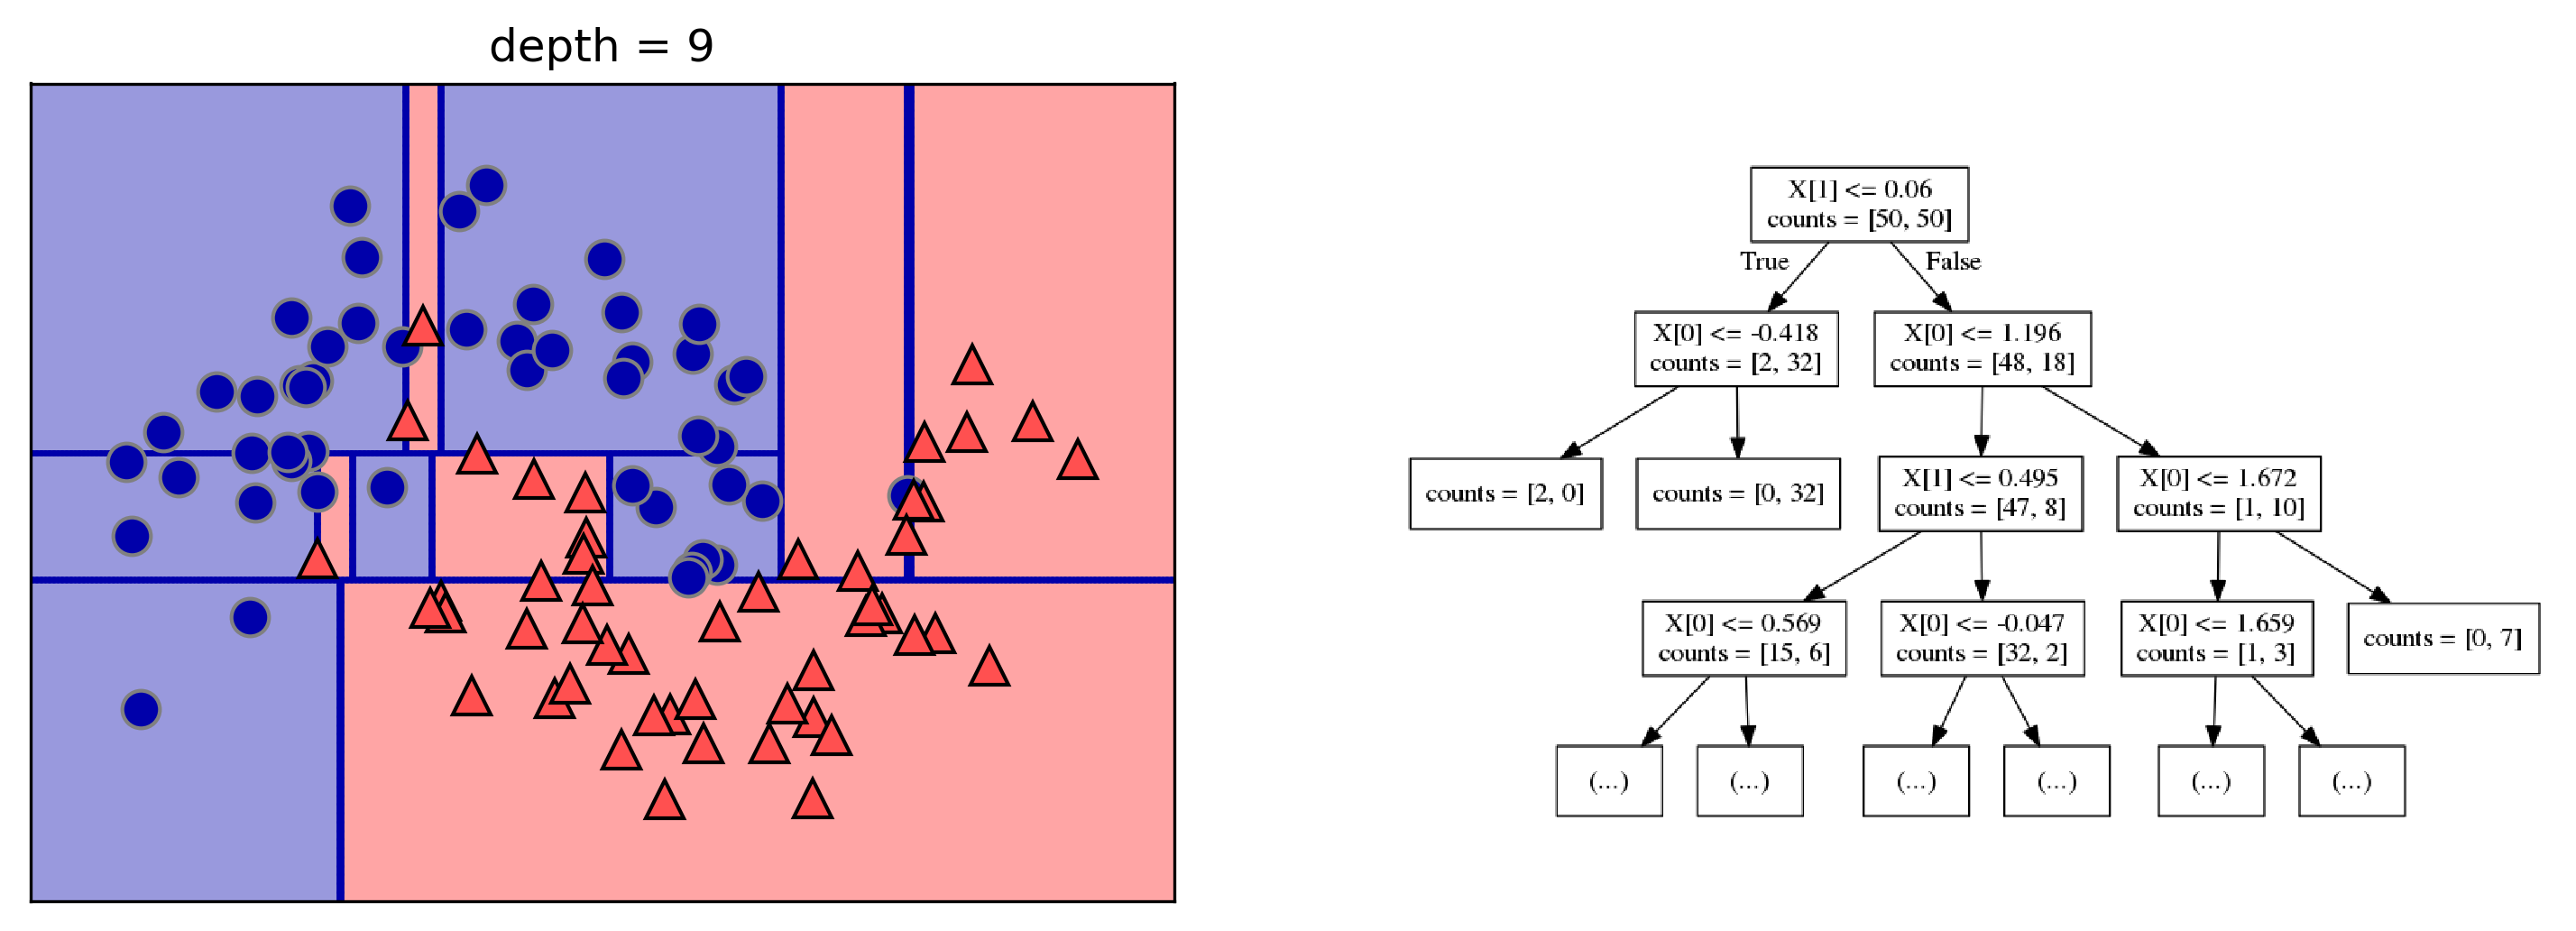 depth = 9
X[1] <= 0.06
counts = [50, 50]
True
False
X[0] <= -0.418
counts = [2, 32]
X[0] <= 1.196
counts = [48, 18]
counts = [2, 0]
counts = [0, 32]
X[1] <= 0.495
counts = [47, 8]
X[0] <= 1.672
counts = [1, 10]
X[0] <= 0.569
counts = [15, 6]
X[0] <= -0.047
counts = [32, 2]
X[0] <= 1.659
counts = [1, 3]
counts = [0, 7]
(...)
(...)
(...)
(...)
(...)
(...)